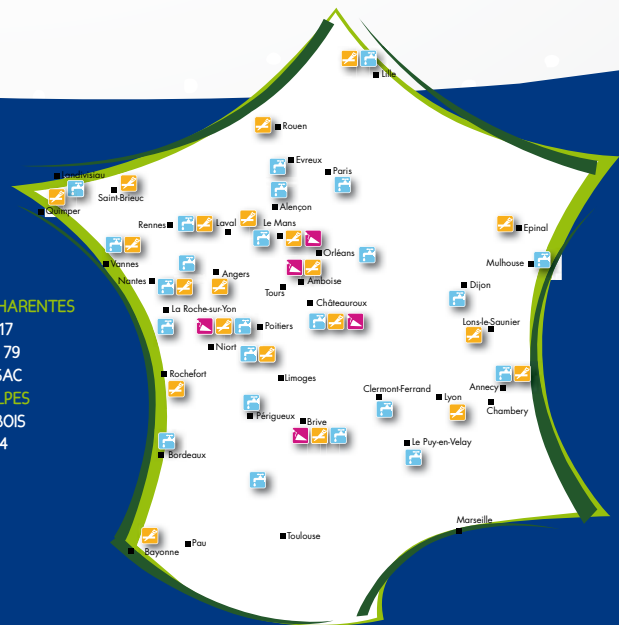 Lille
Rouen
Evreux
Paris
Landivisiau
Saint-Brieuc
Quimper
Alençon
Rennes
Laval
Le Mans
Epinal
Orléans
Vannes
Mulhouse
Nantes
Angers
Amboise
Tours
Dijon
CHARENTES
La Roche-sur-Yon
Châteauroux
17
Poitiers
Lons-le-Saunier
79
Niort
SAC
Rochefort
Limoges
Clermont-Ferrand
Lyon
Annecy
LPES
Chambery
BOIS
Périgueux
Brive
4
Le Puy-en-Velay
Bordeaux
Marseille
Toulouse
Pau
Bayonne